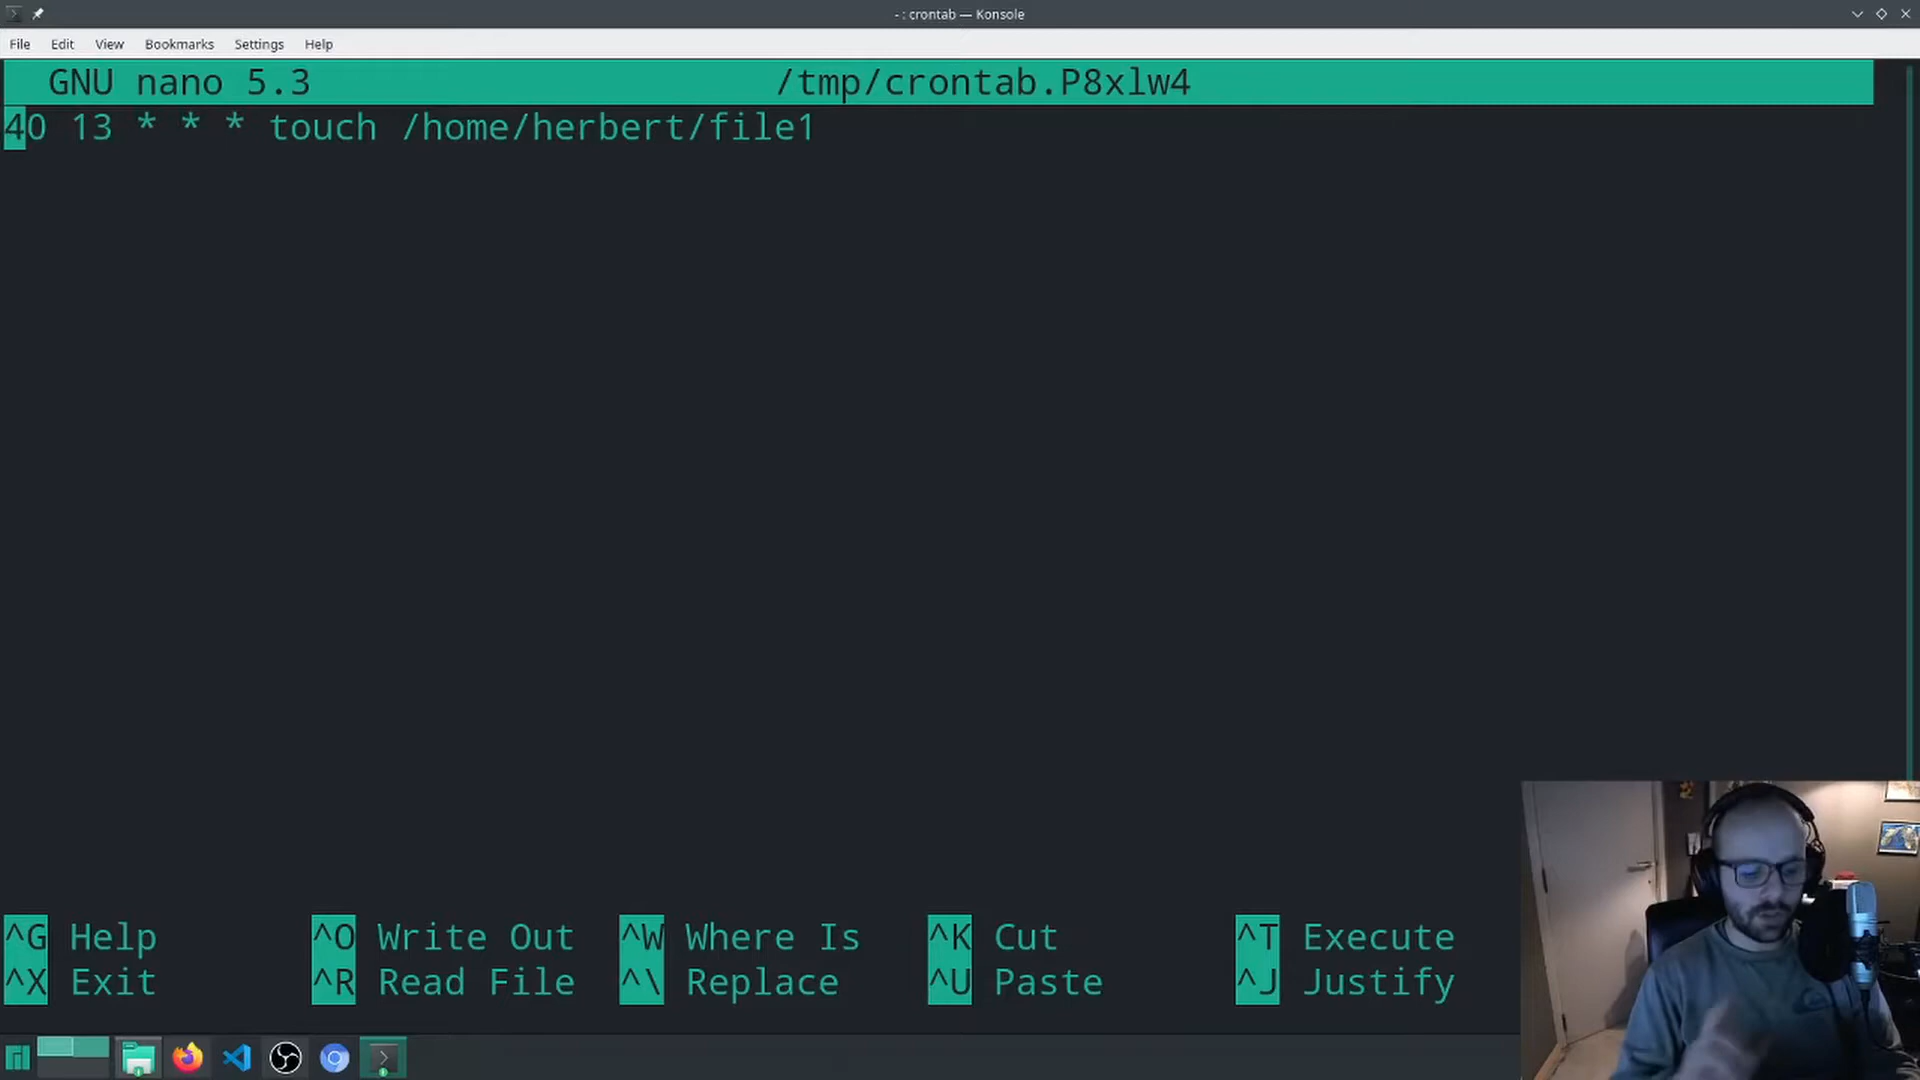 - : crontab — Konsole
File Edit View Bookmarks Settings Help
GNU nano 5.3 /tmp/crontab.P8xlw4
40 13 * * * touch /home/herbert/file1
^G Help ^O Write Out ^W Where Is ^K Cut ^T Execute
^X Exit ^R Read File ^\ Replace ^U Paste ^J Justify